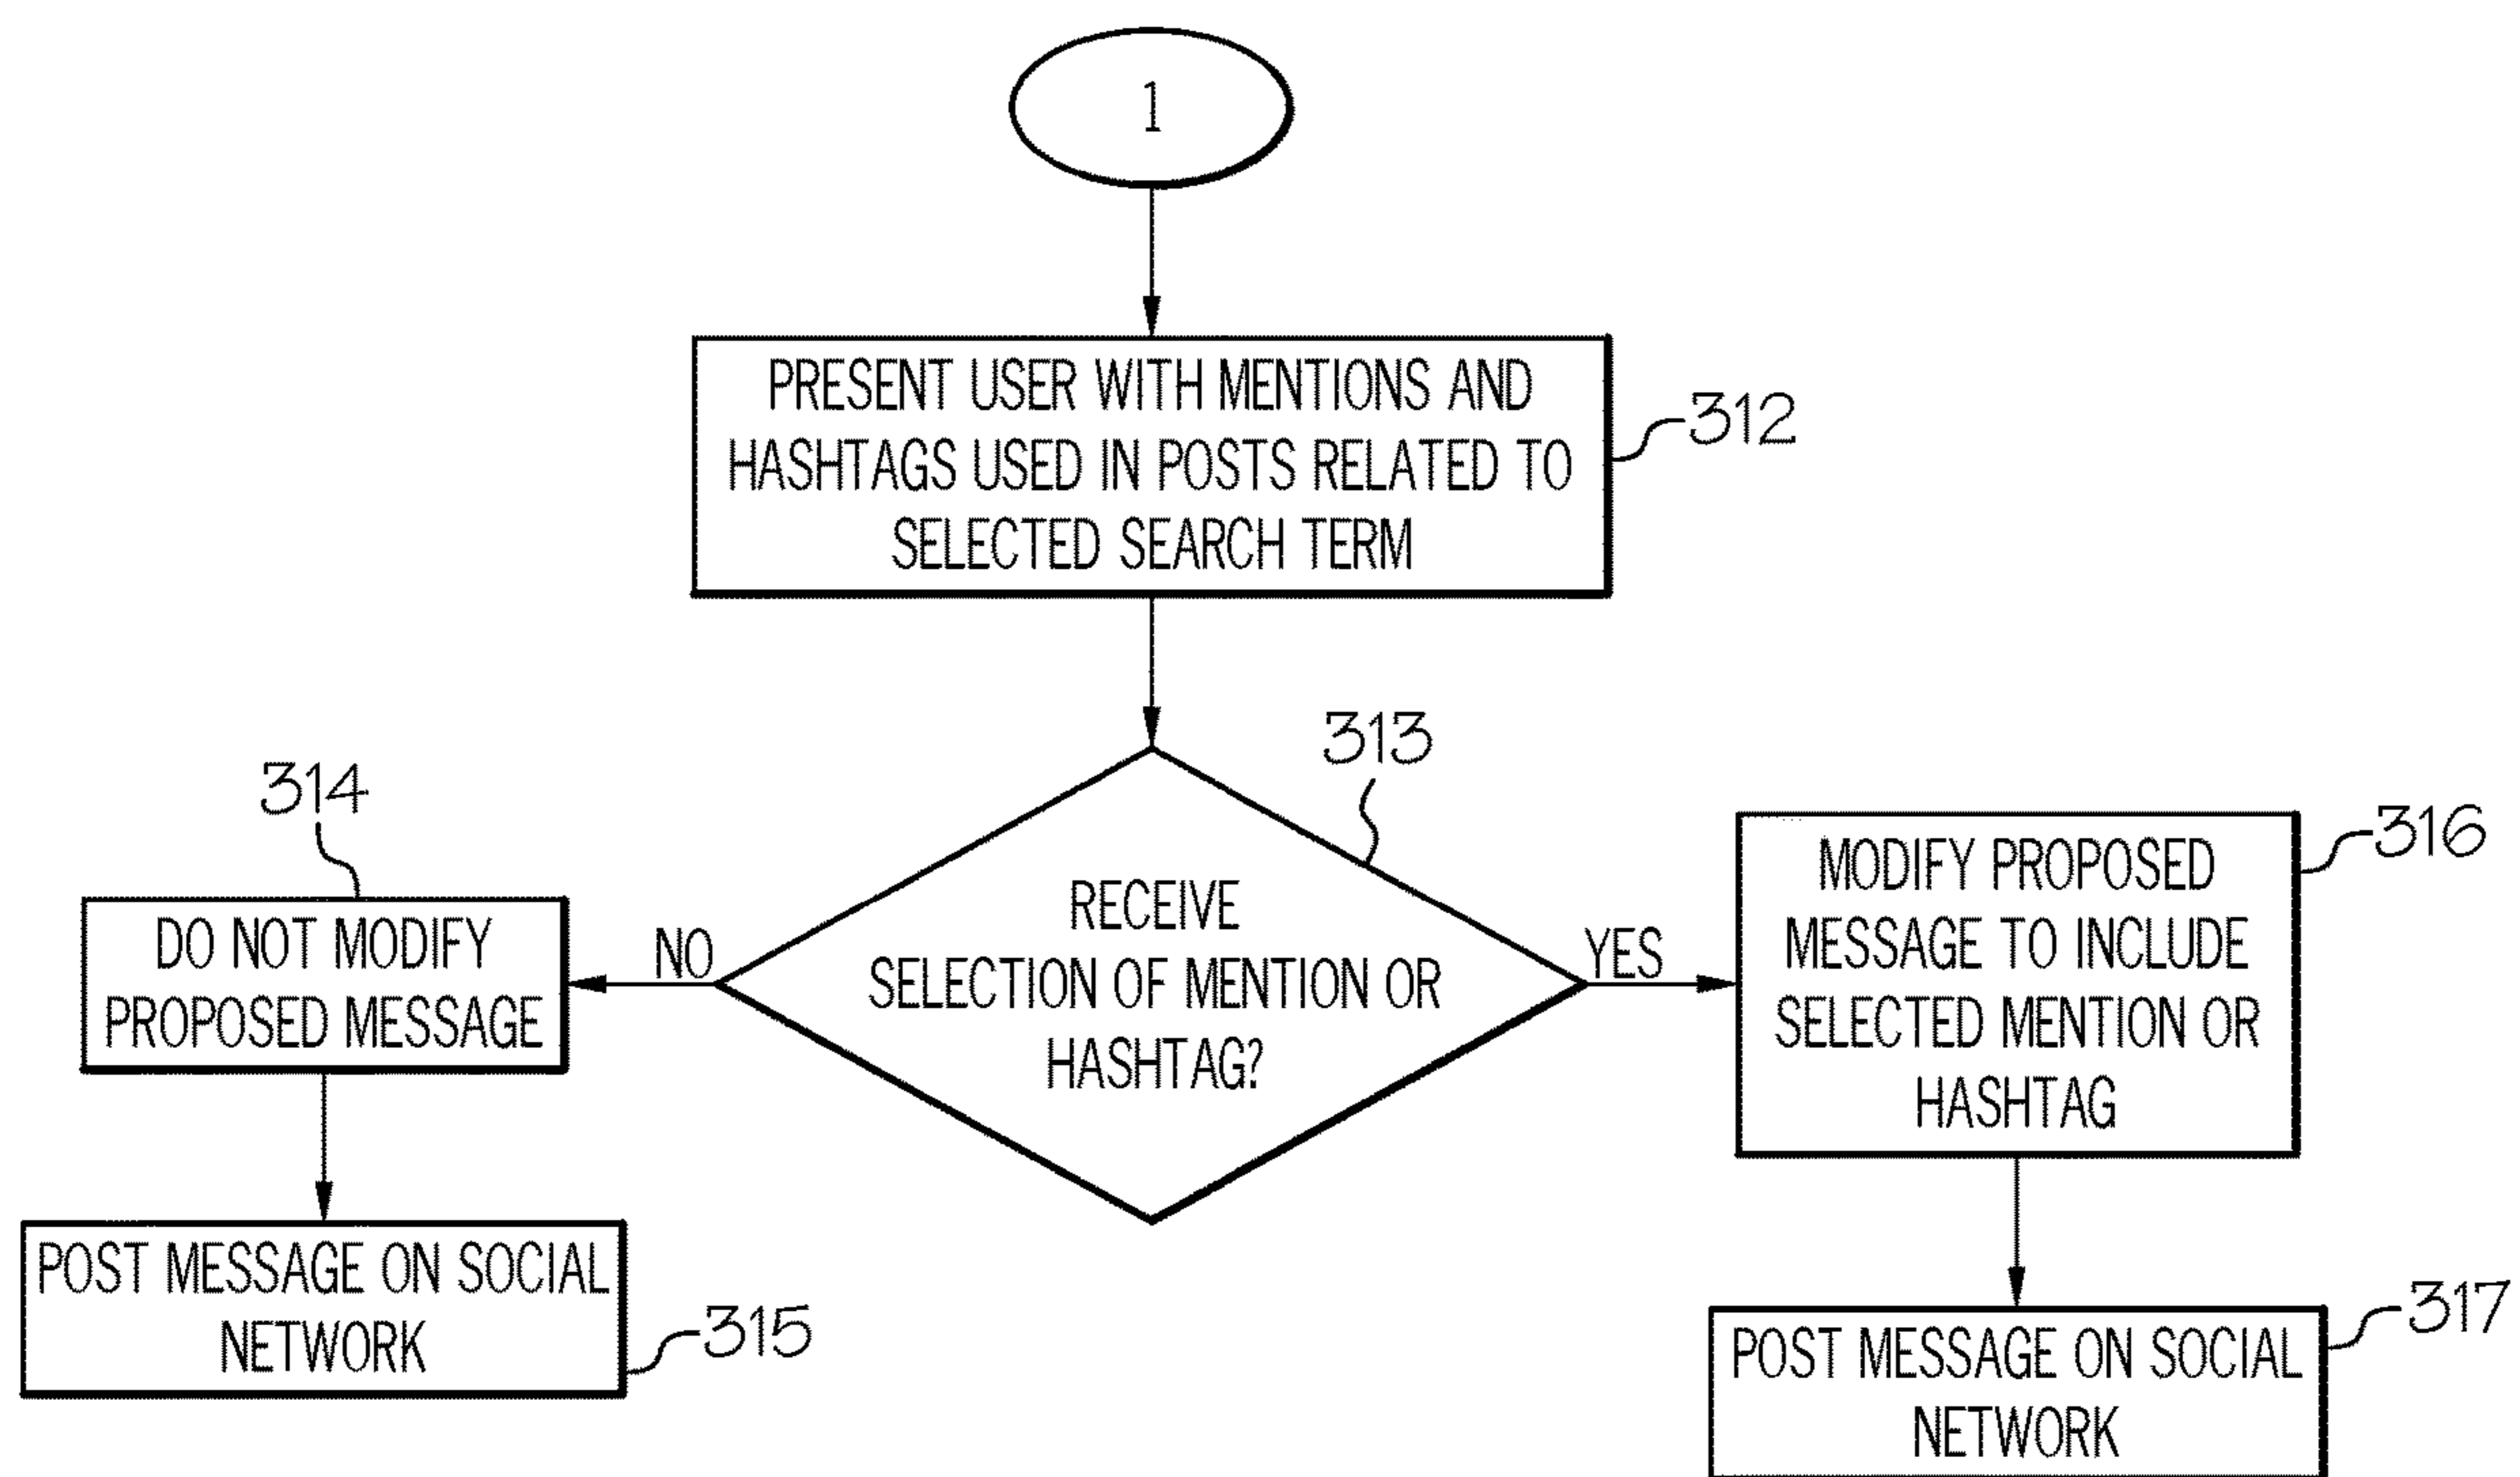 1
PRESENT USER WITH MENTIONS AND
HASHTAGS USED IN POSTS RELATED TO
SELECTED SEARCH TERM
312
313
RECEIVE
SELECTION OF MENTION OR
HASHTAG?
NO
YES
314
DO NOT MODIFY
PROPOSED MESSAGE
POST MESSAGE ON SOCIAL
NETWORK
315
316
MODIFY PROPOSED
MESSAGE TO INCLUDE
SELECTED MENTION OR
HASHTAG
317
POST MESSAGE ON SOCIAL
NETWORK